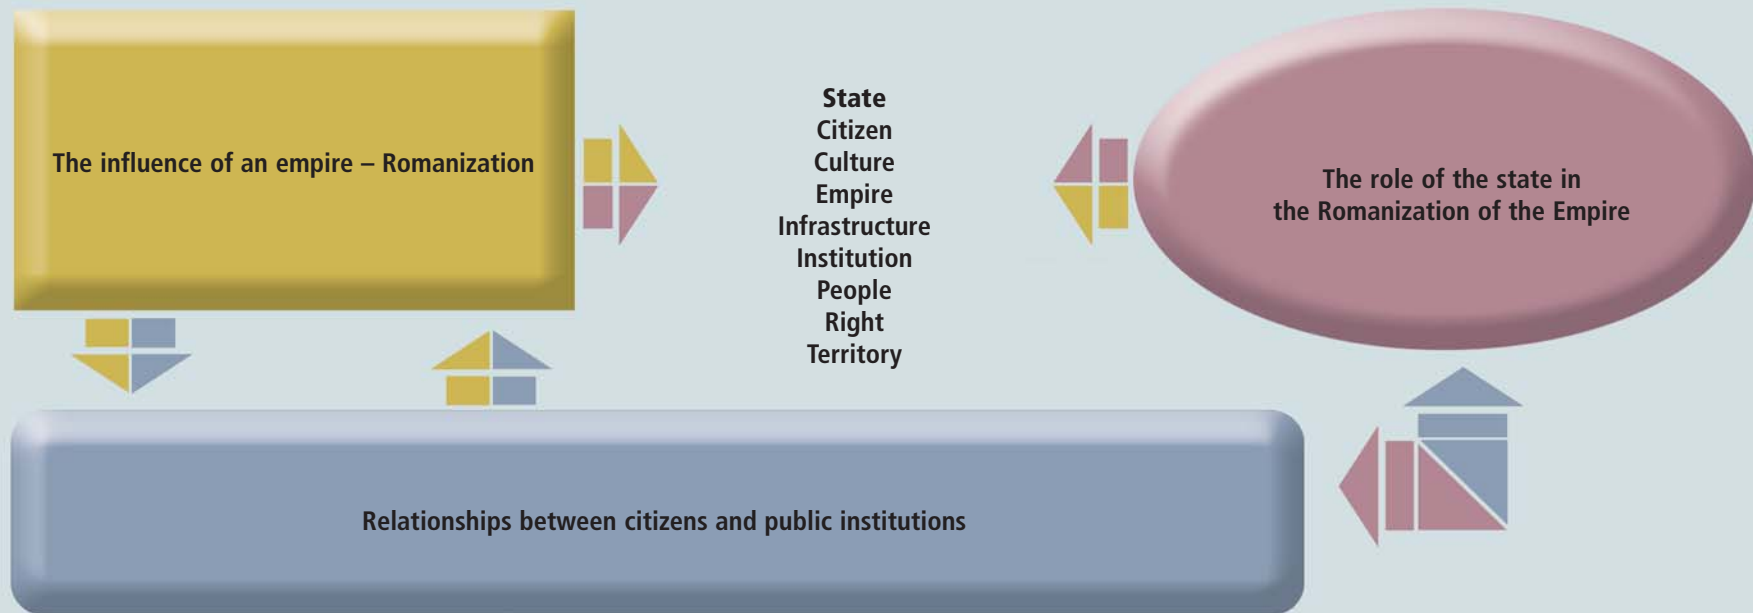 The influence of an empire – Romanization
State
Citizen
Culture
Empire
Infrastructure
Institution
People
Right
Territory
The role of the state in
the Romanization of the Empire
Relationships between citizens and public institutions